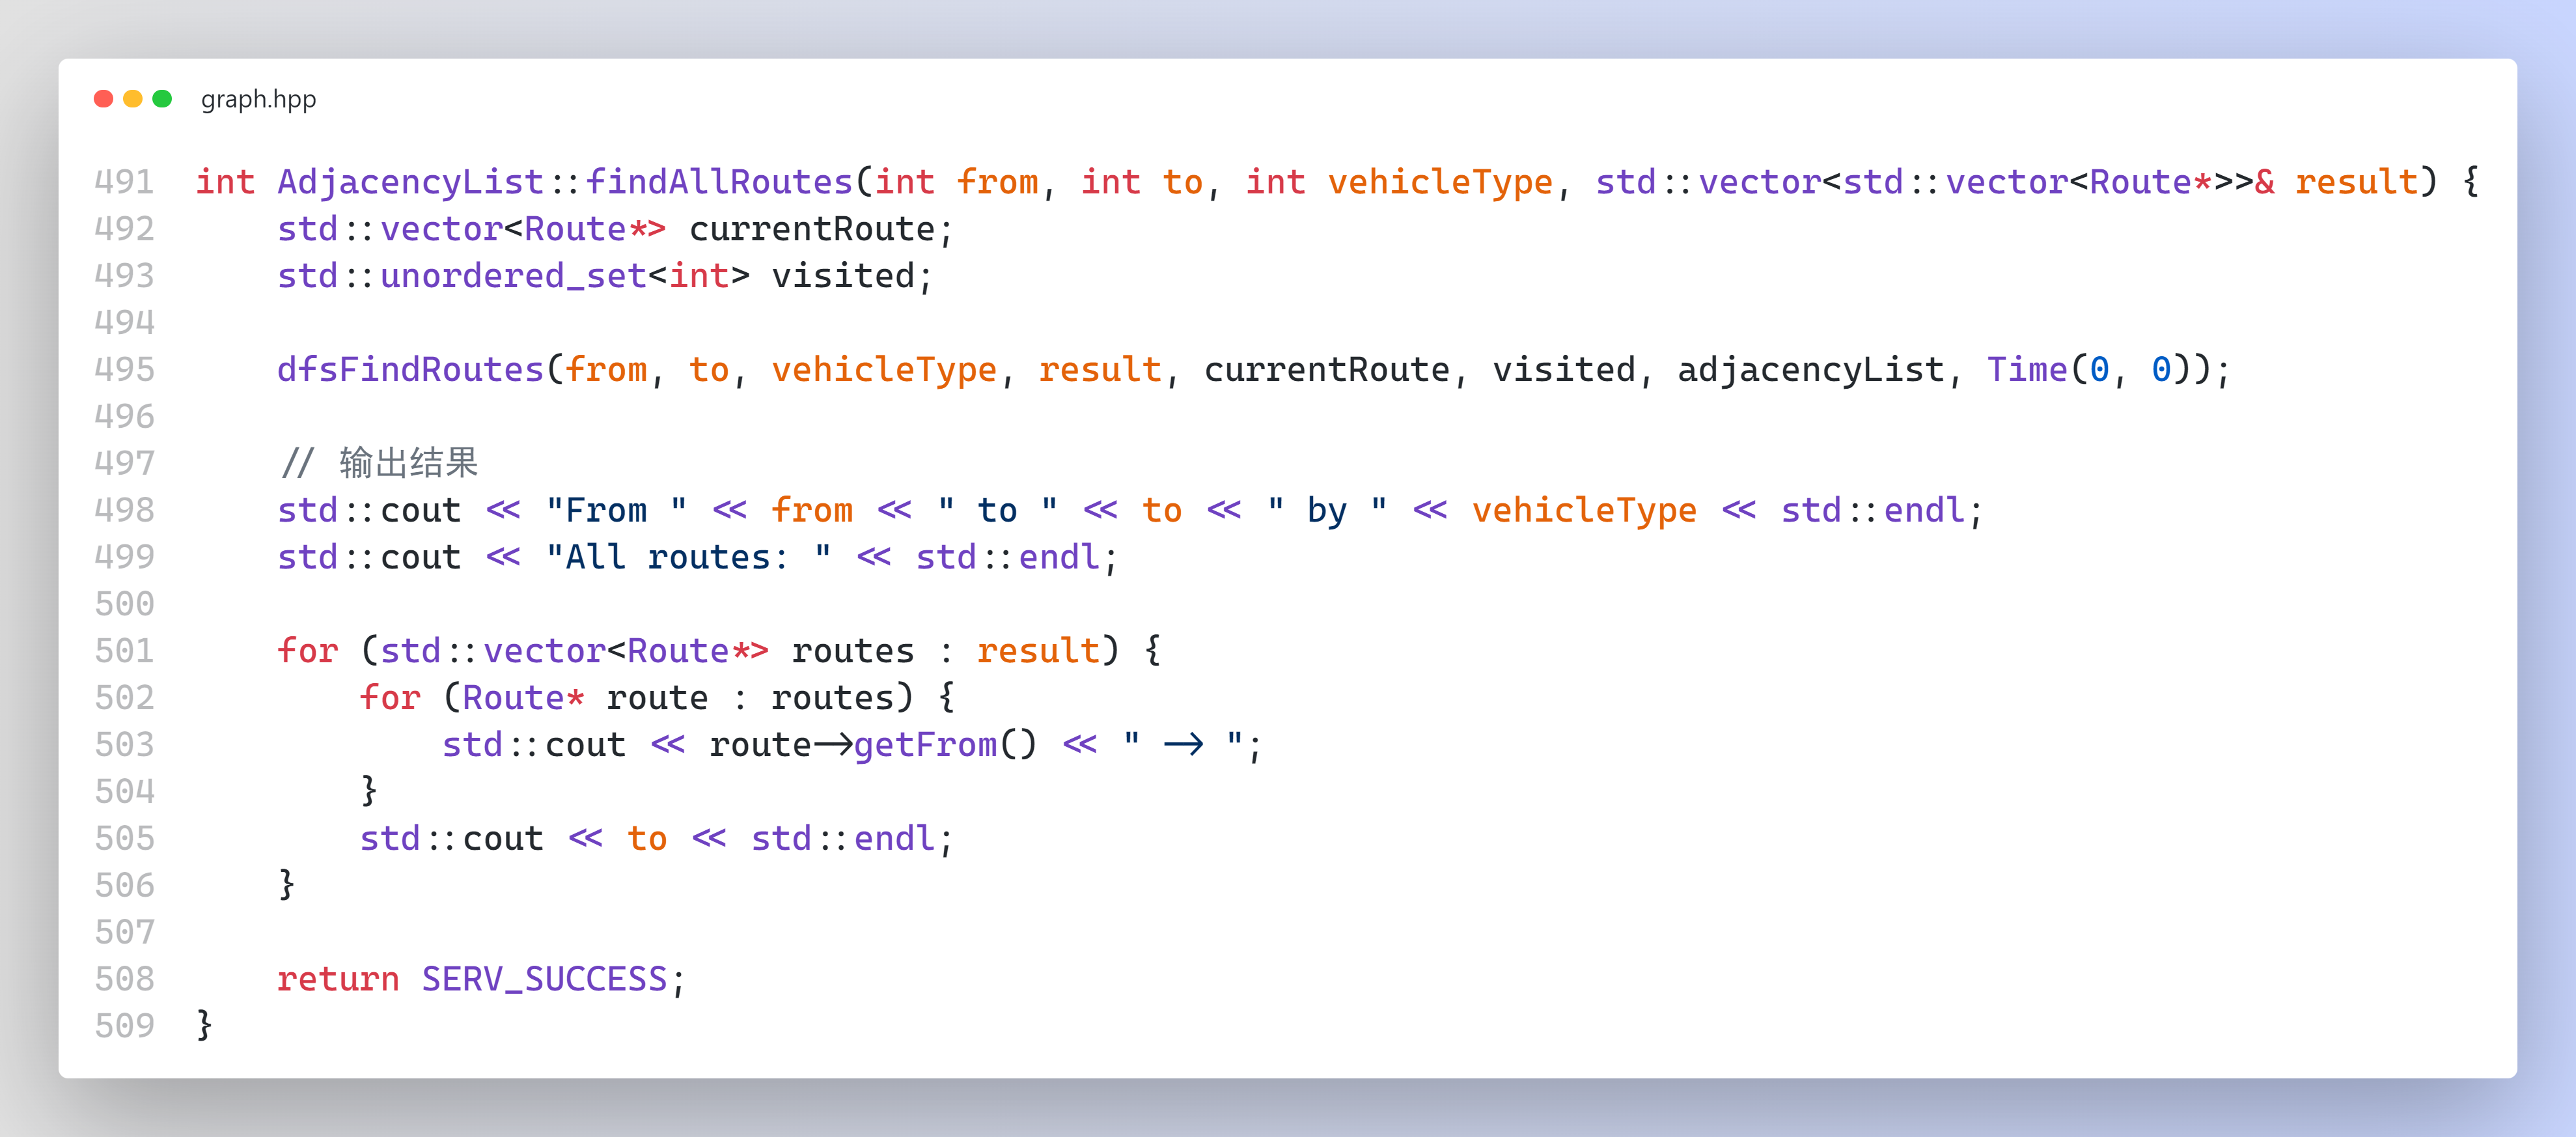 graph.hpp
491 int AdjacencyList::findAllRoutes(int from, int to, int vehicleType, std::vector<std::vector<Route*>>& result) {
492     std::vector<Route*> currentRoute;
493     std::unordered_set<int> visited;
494
495     dfsFindRoutes(from, to, vehicleType, result, currentRoute, visited, adjacencyList, Time(0, 0));
496
497     // 输出结果
498     std::cout << "From " << from << " to " << to << " by " << vehicleType << std::endl;
499     std::cout << "All routes: " << std::endl;
500
501     for (std::vector<Route*> routes : result) {
502         for (Route* route : routes) {
503             std::cout << route->getFrom() << " -> ";
504         }
505         std::cout << to << std::endl;
506     }
507
508     return SERV_SUCCESS;
509 }